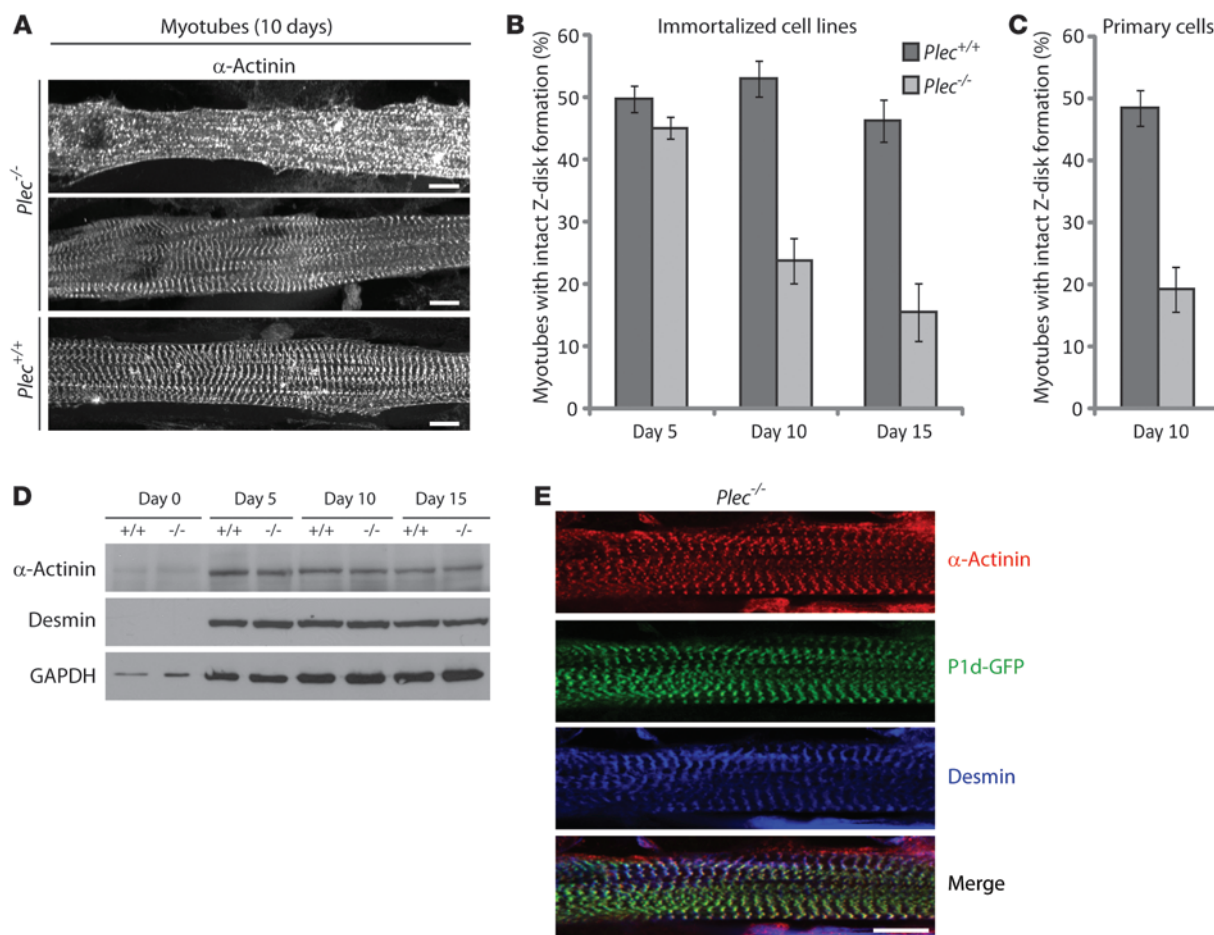 A
Myotubes (10 days)
α-Actinin
Plec-/-
Plec+/+
B
Immortalized cell lines
Myotubes with intact Z-disk formation (%)
60
50
40
30
20
10
0
Plec+/+
Plec-/-
Day 5 Day 10 Day 15
C
Primary cells
Myotubes with intact Z-disk formation (%)
60
50
40
30
20
10
0
Day 10
D
Day 0 Day 5 Day 10 Day 15
+/+ -/- +/+ -/- +/+ -/- +/+ -/-
α-Actinin
Desmin
GAPDH
E
Plec-/-
α-Actinin
P1d-GFP
Desmin
Merge